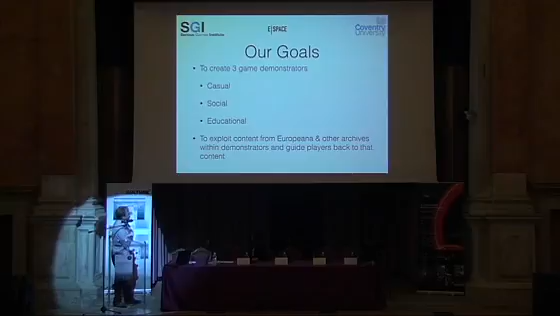 SGI
E|SPACE
Coventry
University
Our Goals
• To create 3 game demonstrators
• Casual
• Social
• Educational
• To exploit content from Europeana & other archives
within demonstrators and guide players back to that
content